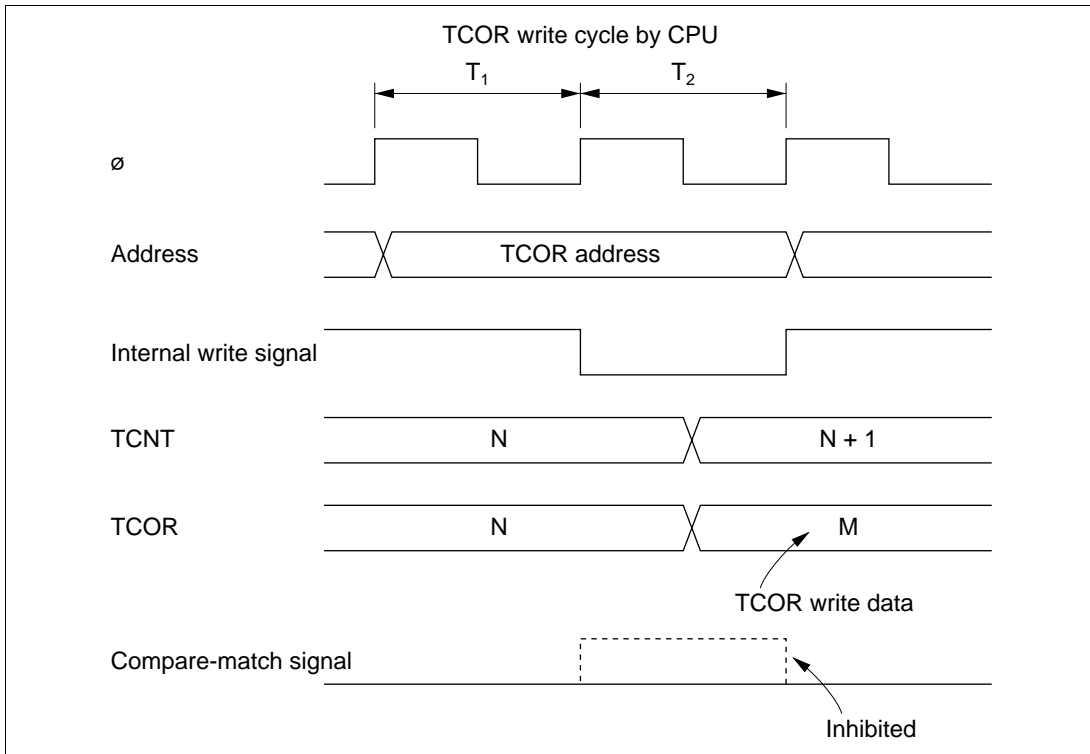 TCOR write cycle by CPU
T1 T2
ø
Address TCOR address
Internal write signal
TCNT N N + 1
TCOR N M
TCOR write data
Compare-match signal
Inhibited